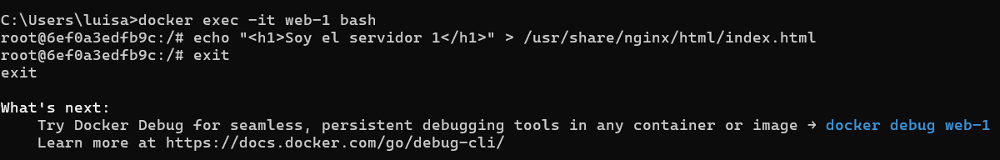 C:\Users\luisa>docker exec -it web-1 bash
root@6ef0a3edfb9c:/# echo "<h1>Soy el servidor 1</h1>" > /usr/share/nginx/html/index.html
root@6ef0a3edfb9c:/# exit
exit
What's next:
    Try Docker Debug for seamless, persistent debugging tools in any container or image → docker debug web-1
    Learn more at https://docs.docker.com/go/debug-cli/